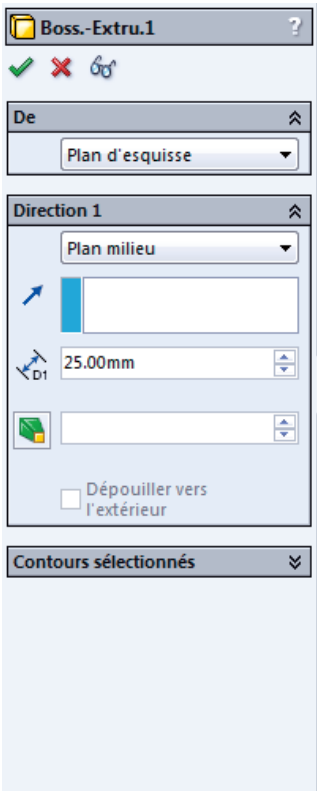 Boss.-Extru.1 ?
De
Plan d'esquisse
Direction 1
Plan milieu
D1 25.00mm
Dépouiller vers
l'extérieur
Contours sélectionnés